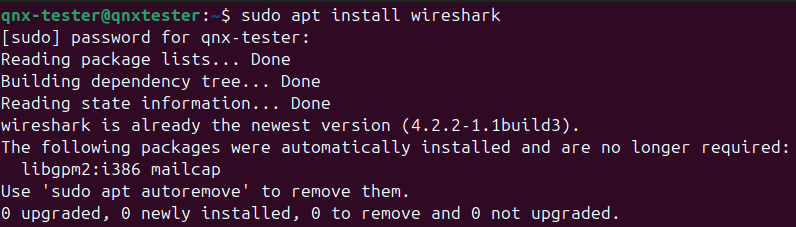 qnx-tester@qnxtester:~$ sudo apt install wireshark
[sudo] password for qnx-tester:
Reading package lists... Done
Building dependency tree... Done
Reading state information... Done
wireshark is already the newest version (4.2.2-1.1build3).
The following packages were automatically installed and are no longer required:
  libgpm2:i386 mailcap
Use 'sudo apt autoremove' to remove them.
0 upgraded, 0 newly installed, 0 to remove and 0 not upgraded.